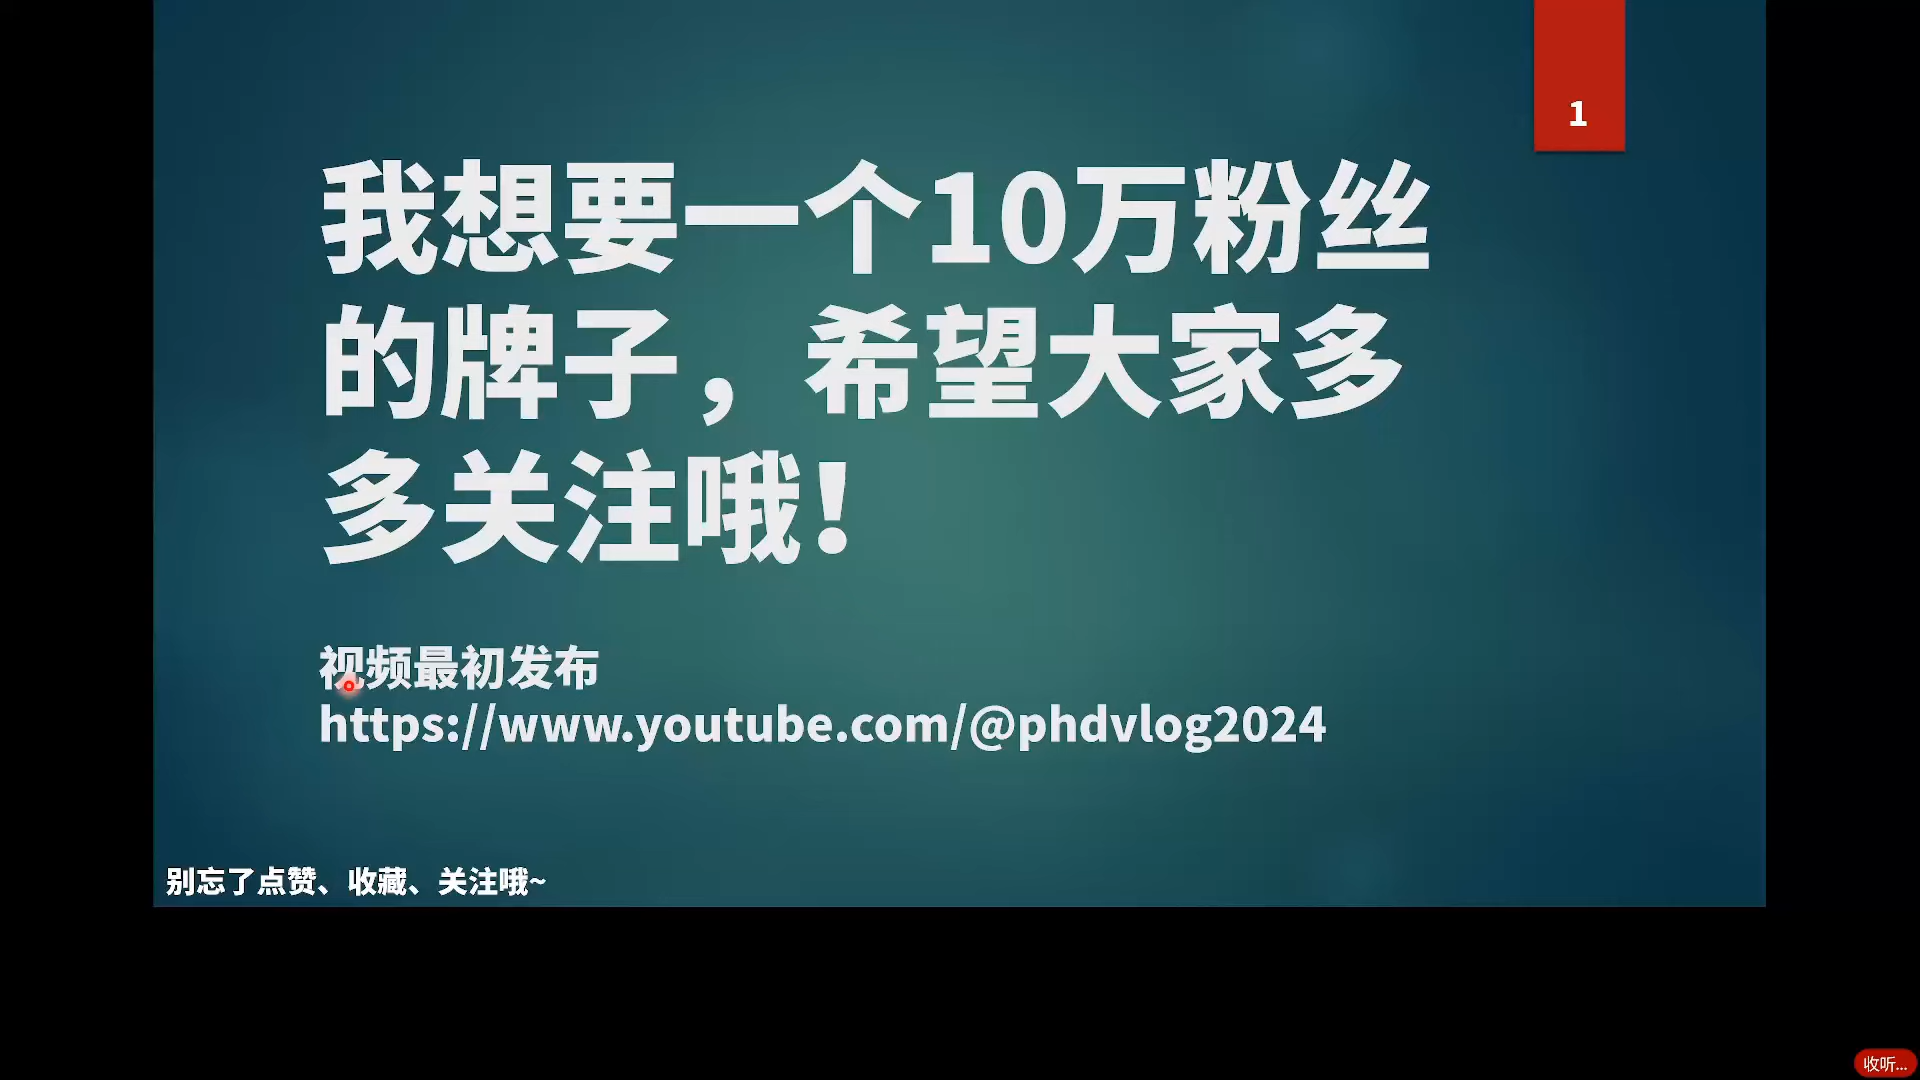 1
我想要一个10万粉丝
的牌子，希望大家多
多关注哦！
视频最初发布
https://www.youtube.com/@phdvlog2024
别忘了点赞、收藏、关注哦~
收听...